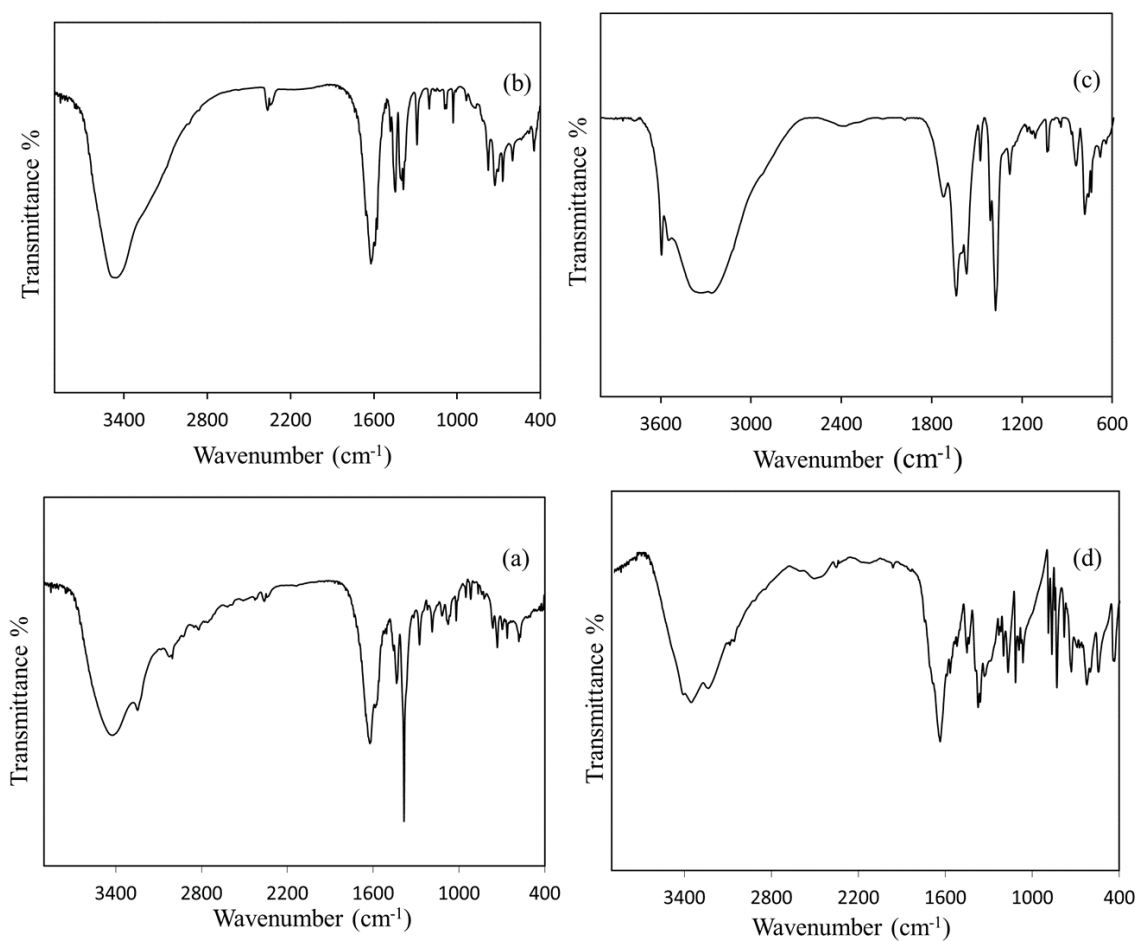 (b)
Transmittance %
3400 2800 2200 1600 1000 400
Wavenumber (cm-1)
(c)
Transmittance %
3600 3000 2400 1800 1200 600
Wavenumber (cm-1)
(a)
Transmittance %
3400 2800 2200 1600 1000 400
Wavenumber (cm-1)
(d)
Transmittance %
3400 2800 2200 1600 1000 400
Wavenumber (cm-1)